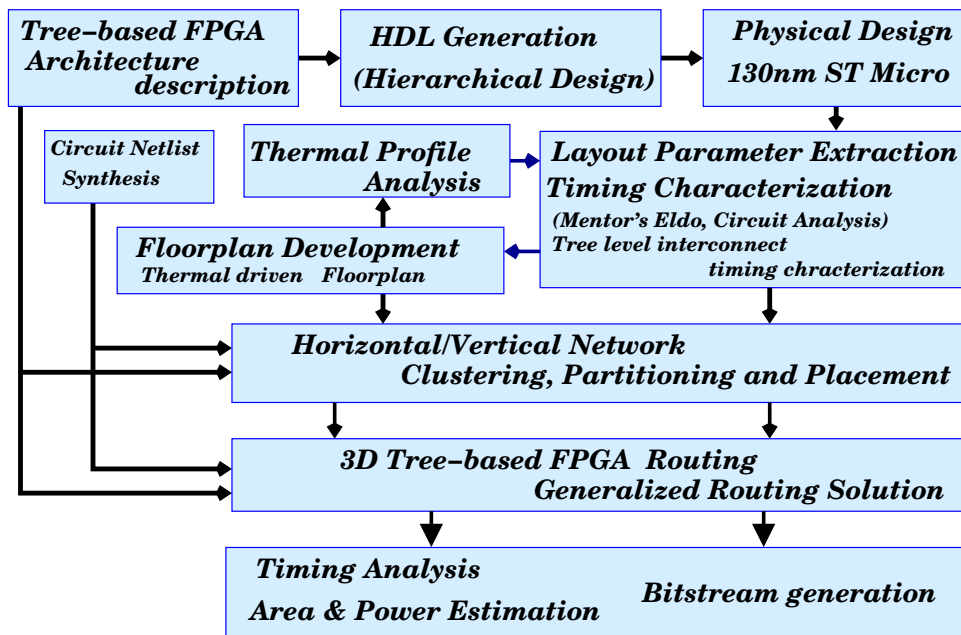 Tree–based FPGA
Architecture
description
HDL Generation
(Hierarchical Design)
Physical Design
130nm ST Micro
Circuit Netlist
Synthesis
Thermal Profile
Analysis
Layout Parameter Extraction
Timing Characterization
(Mentor's Eldo, Circuit Analysis)
Tree level interconnect
timing chracterization
Floorplan Development
Thermal driven Floorplan
Horizontal/Vertical Network
Clustering, Partitioning and Placement
3D Tree–based FPGA Routing
Generalized Routing Solution
Timing Analysis
Area & Power Estimation
Bitstream generation